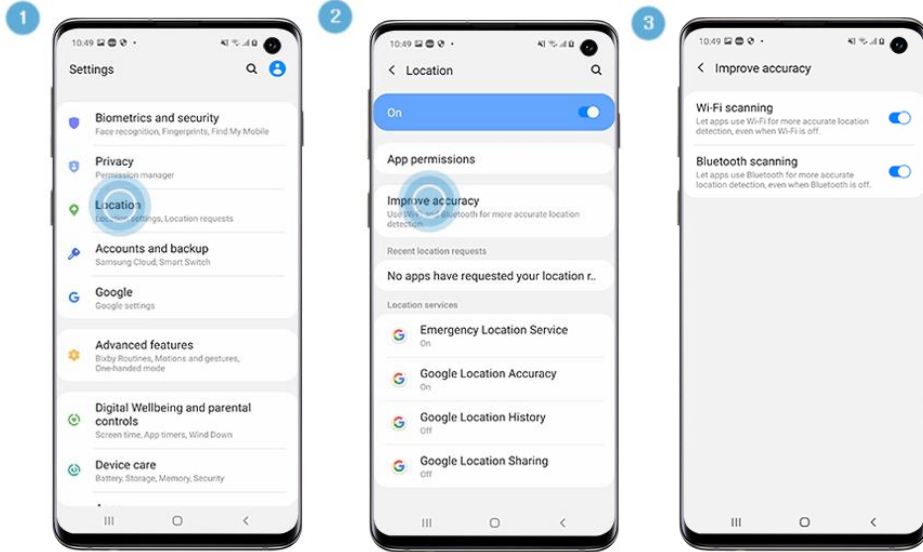 1
10:49
Settings
Biometrics and security
Face recognition, Fingerprints, Find My Mobile
Privacy
Permission manager
Location
Location settings, Location requests
Accounts and backup
Samsung Cloud, Smart Switch
Google
Google settings
Advanced features
Bixby Routines, Motions and gestures,
One-handed mode
Digital Wellbeing and parental
controls
Screen time, App timers, Wind Down
Device care
Battery, Storage, Memory, Security
2
10:49
Location
On
App permissions
Improve accuracy
Use Wi-Fi and Bluetooth for more accurate location
detection.
Recent location requests
No apps have requested your location r..
Location services
Emergency Location Service
On
Google Location Accuracy
On
Google Location History
Off
Google Location Sharing
Off
3
10:49
Improve accuracy
Wi-Fi scanning
Let apps use Wi-Fi for more accurate location
detection, even when Wi-Fi is off.
Bluetooth scanning
Let apps use Bluetooth for more accurate
location detection, even when Bluetooth is off.